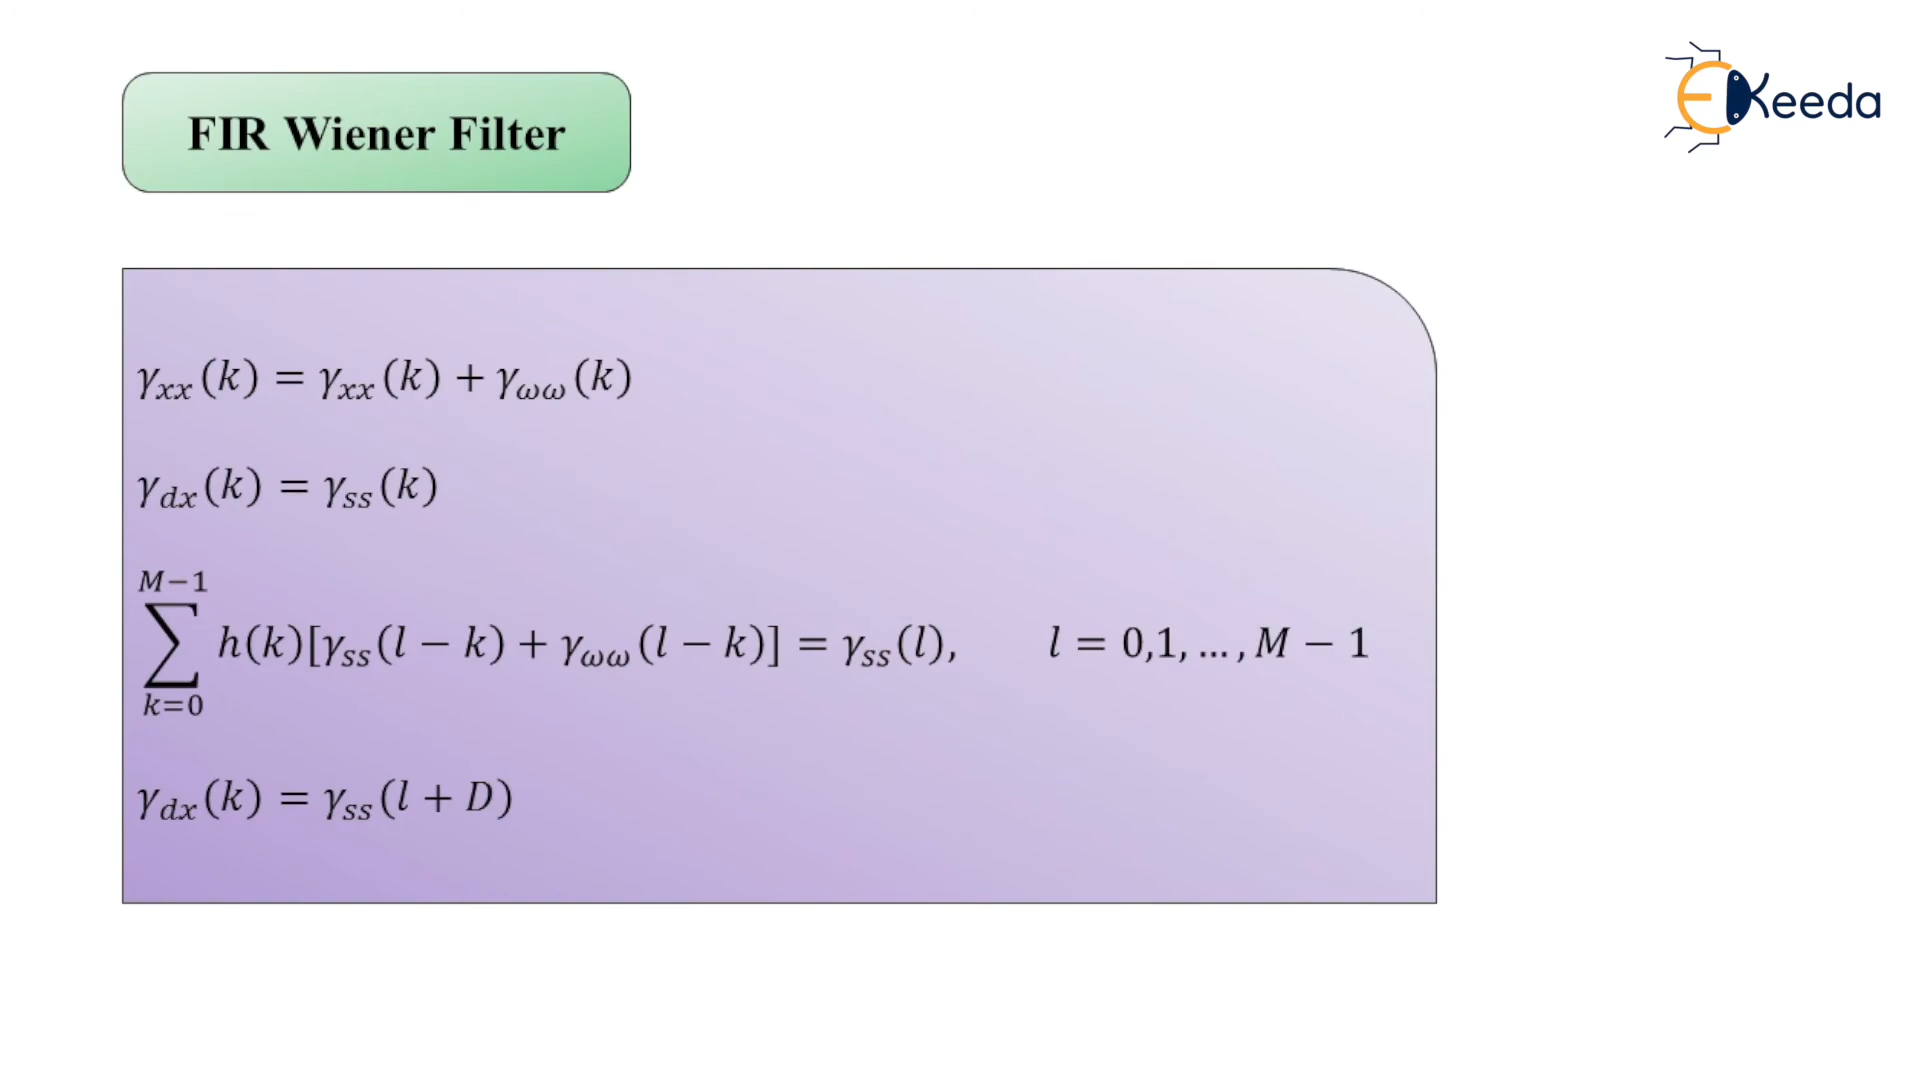 EKeeda
FIR Wiener Filter
γ_xx(k) = γ_xx(k) + γ_ωω(k)
γ_dx(k) = γ_ss(k)
∑_{k=0}^{M−1} h(k)[γ_ss(l − k) + γ_ωω(l − k)] = γ_ss(l), l = 0,1, … , M − 1
γ_dx(k) = γ_ss(l + D)